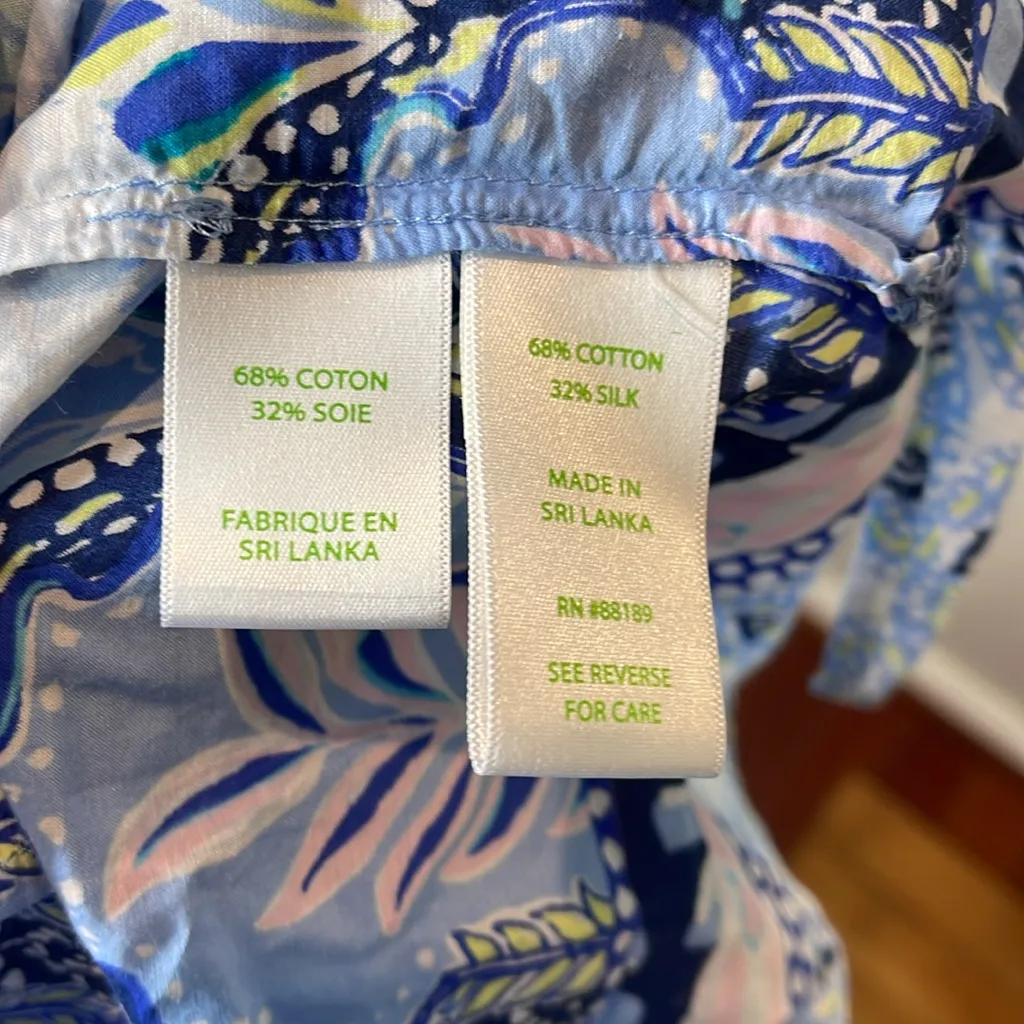 68% COTON
32% SOIE
FABRIQUE EN
SRI LANKA
68% COTTON
32% SILK
MADE IN
SRI LANKA
RN #88189
SEE REVERSE
FOR CARE